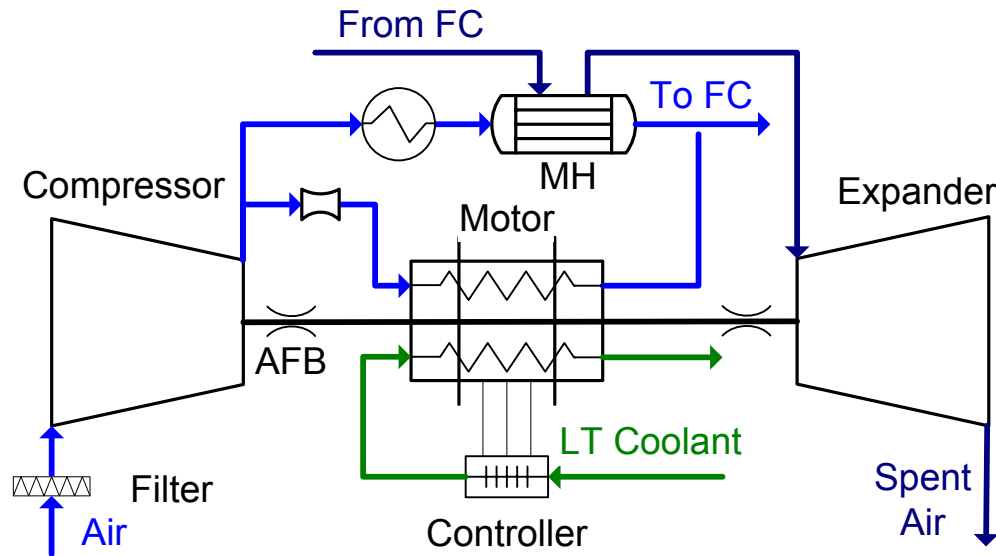 From FC
To FC
MH
Compressor
Motor
Expander
AFB
LT Coolant
Filter
Air
Controller
Spent
Air